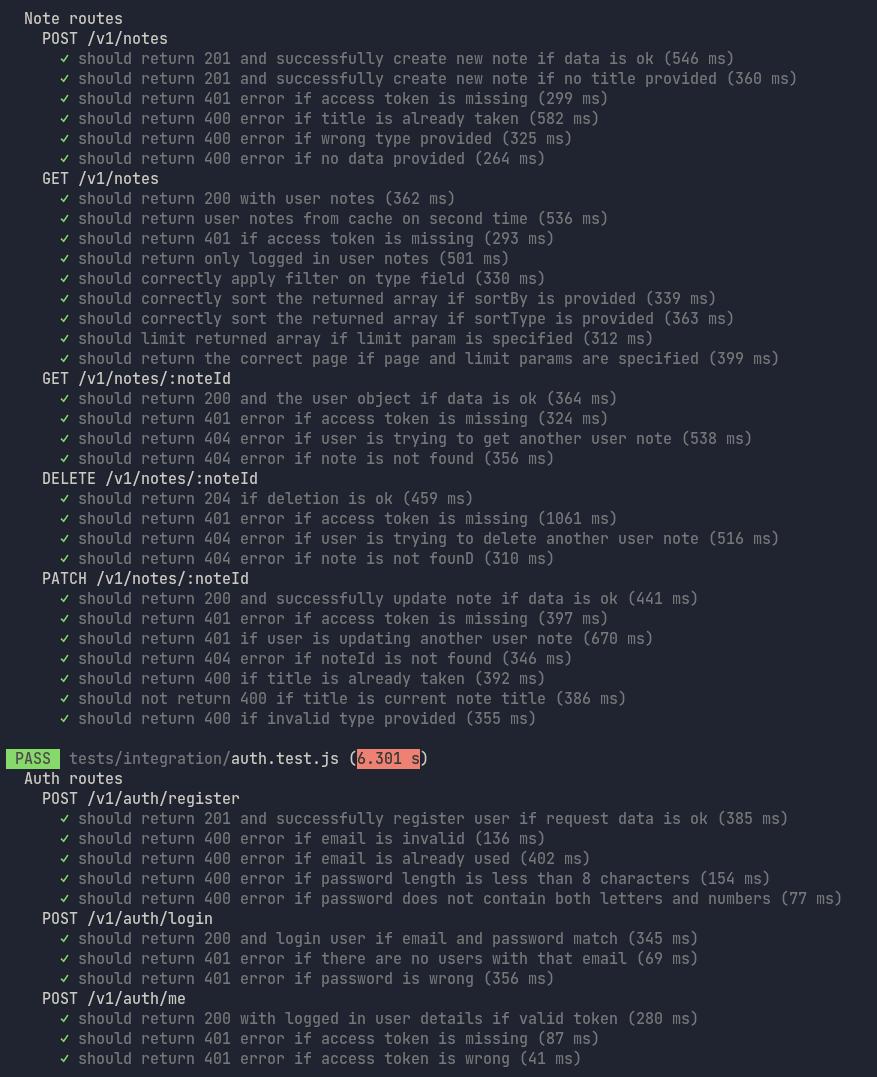 Note routes
POST /v1/notes
✓ should return 201 and successfully create new note if data is ok (546 ms)
✓ should return 201 and successfully create new note if no title provided (360 ms)
✓ should return 401 error if access token is missing (299 ms)
✓ should return 400 error if title is already taken (582 ms)
✓ should return 400 error if wrong type provided (325 ms)
✓ should return 400 error if no data provided (264 ms)
GET /v1/notes
✓ should return 200 with user notes (362 ms)
✓ should return user notes from cache on second time (536 ms)
✓ should return 401 if access token is missing (293 ms)
✓ should return only logged in user notes (501 ms)
✓ should correctly apply filter on type field (330 ms)
✓ should correctly sort the returned array if sortBy is provided (339 ms)
✓ should correctly sort the returned array if sortType is provided (363 ms)
✓ should limit returned array if limit param is specified (312 ms)
✓ should return the correct page if page and limit params are specified (399 ms)
GET /v1/notes/:noteId
✓ should return 200 and the user object if data is ok (364 ms)
✓ should return 401 error if access token is missing (324 ms)
✓ should return 404 error if user is trying to get another user note (538 ms)
✓ should return 404 error if note is not found (356 ms)
DELETE /v1/notes/:noteId
✓ should return 204 if deletion is ok (459 ms)
✓ should return 401 error if access token is missing (1061 ms)
✓ should return 404 error if user is trying to delete another user note (516 ms)
✓ should return 404 error if note is not founD (310 ms)
PATCH /v1/notes/:noteId
✓ should return 200 and successfully update note if data is ok (441 ms)
✓ should return 401 error if access token is missing (397 ms)
✓ should return 401 if user is updating another user note (670 ms)
✓ should return 404 error if noteId is not found (346 ms)
✓ should return 400 if title is already taken (392 ms)
✓ should not return 400 if title is current note title (386 ms)
✓ should return 400 if invalid type provided (355 ms)
PASS tests/integration/auth.test.js (6.301 s)
Auth routes
POST /v1/auth/register
✓ should return 201 and successfully register user if request data is ok (385 ms)
✓ should return 400 error if email is invalid (136 ms)
✓ should return 400 error if email is already used (402 ms)
✓ should return 400 error if password length is less than 8 characters (154 ms)
✓ should return 400 error if password does not contain both letters and numbers (77 ms)
POST /v1/auth/login
✓ should return 200 and login user if email and password match (345 ms)
✓ should return 401 error if there are no users with that email (69 ms)
✓ should return 401 error if password is wrong (356 ms)
POST /v1/auth/me
✓ should return 200 with logged in user details if valid token (280 ms)
✓ should return 401 error if access token is missing (87 ms)
✓ should return 401 error if access token is wrong (41 ms)